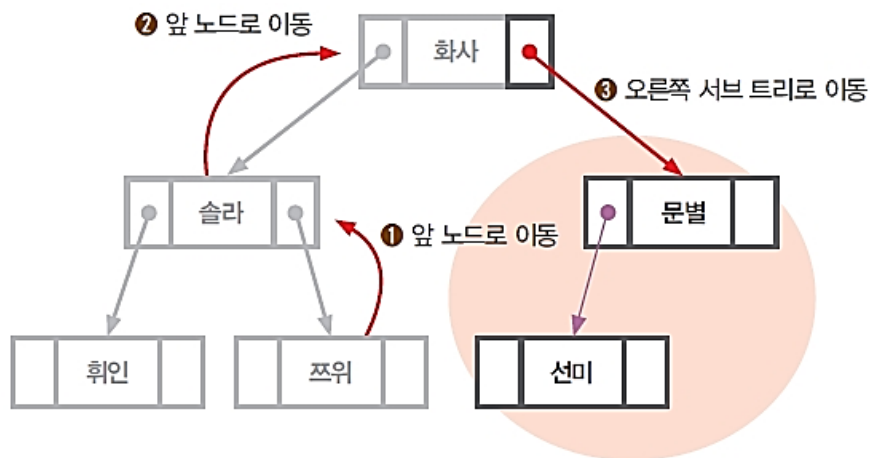 ❷ 앞 노드로 이동
화사
❸ 오른쪽 서브 트리로 이동
솔라
문별
❶ 앞 노드로 이동
휘인
쯔위
선미